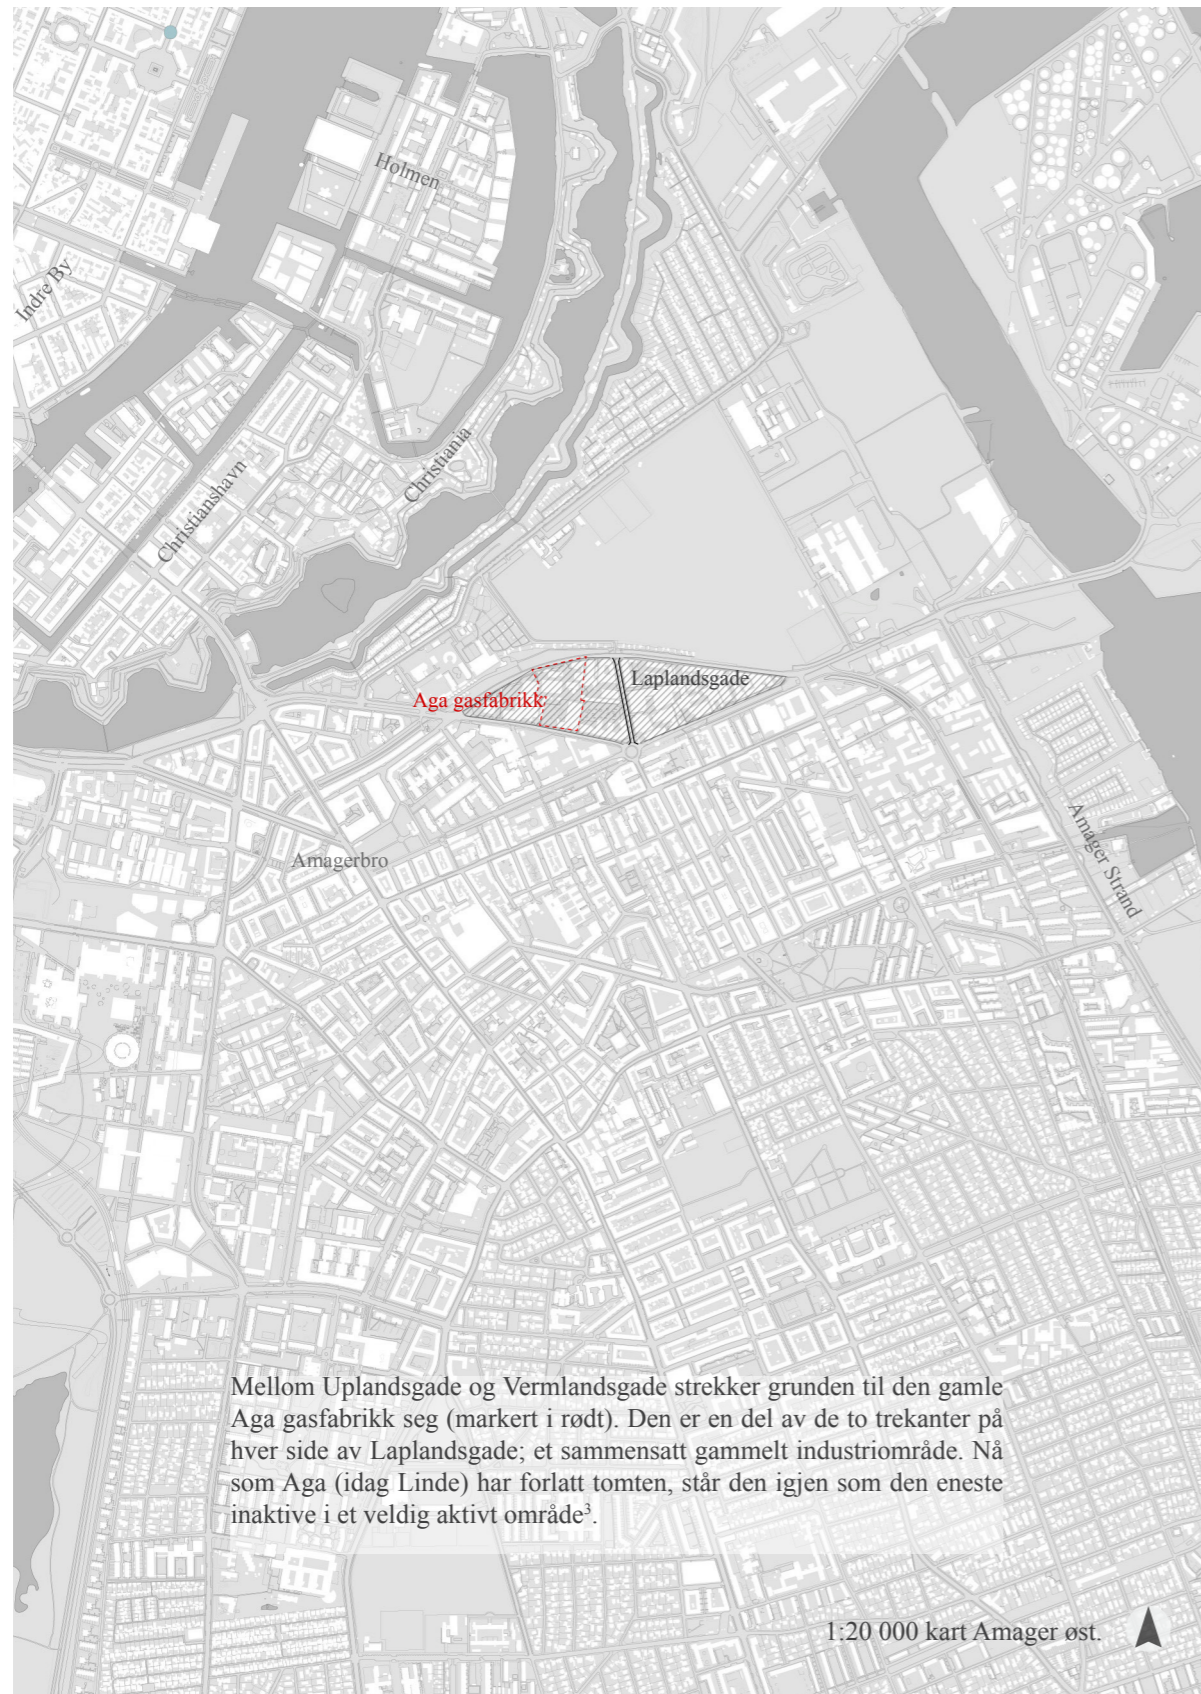 Holmen
Indre By
Christiania
Christianshavn
Laplandsgade
Aga gasfabrikk
Amager Strand
Amagerbro
Mellom Uplandsgade og Vermlandsgade strekker grunden til den gamle
Aga gasfabrikk seg (markert i rødt). Den er en del av de to trekanter på
hver side av Laplandsgade; et sammensatt gammelt industriområde. Nå
som Aga (idag Linde) har forlatt tomten, står den igjen som den eneste
inaktive i et veldig aktivt område³.
1:20 000 kart Amager øst.